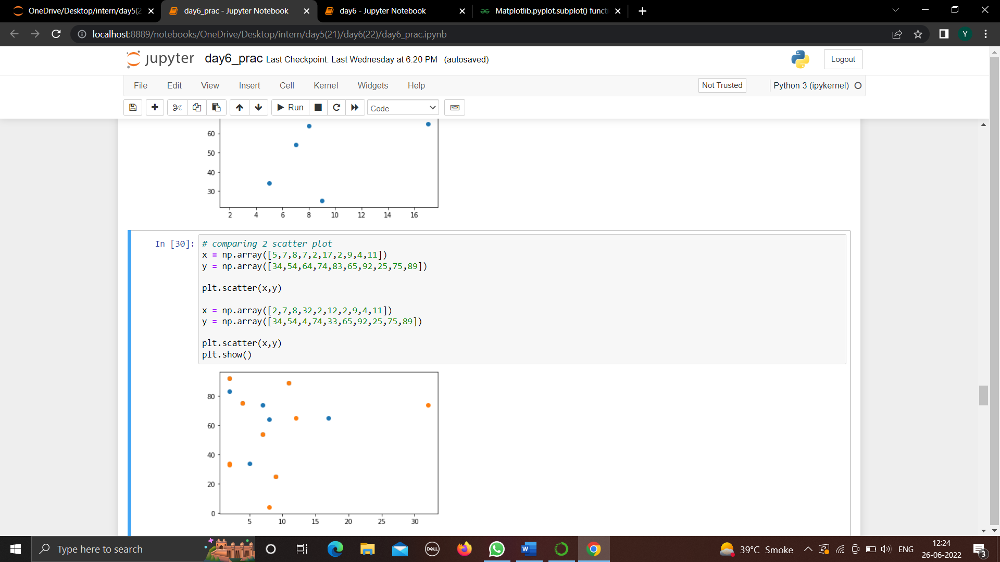 OneDrive/Desktop/intern/day5(2
day6_prac - Jupyter Notebook
day6 - Jupyter Notebook
Matplotlib.pyplot.subplot() functi
localhost:8889/notebooks/OneDrive/Desktop/intern/day5(21)/day6(22)/day6_prac.ipynb
Y
jupyter day6_prac Last Checkpoint: Last Wednesday at 6:20 PM (autosaved)
Logout
File Edit View Insert Cell Kernel Widgets Help
Not Trusted
Python 3 (ipykernel)
Run
Code
60
50
40
30
2 4 6 8 10 12 14 16
In [30]:
# comparing 2 scatter plot
x = np.array([5,7,8,7,2,17,2,9,4,11])
y = np.array([34,54,64,74,83,65,92,25,75,89])
plt.scatter(x,y)
x = np.array([2,7,8,32,2,12,2,9,4,11])
y = np.array([34,54,4,74,33,65,92,25,75,89])
plt.scatter(x,y)
plt.show()
80
60
40
20
0
5 10 15 20 25 30
Type here to search
DELL
W
39°C Smoke
ENG
12:24
26-06-2022
3